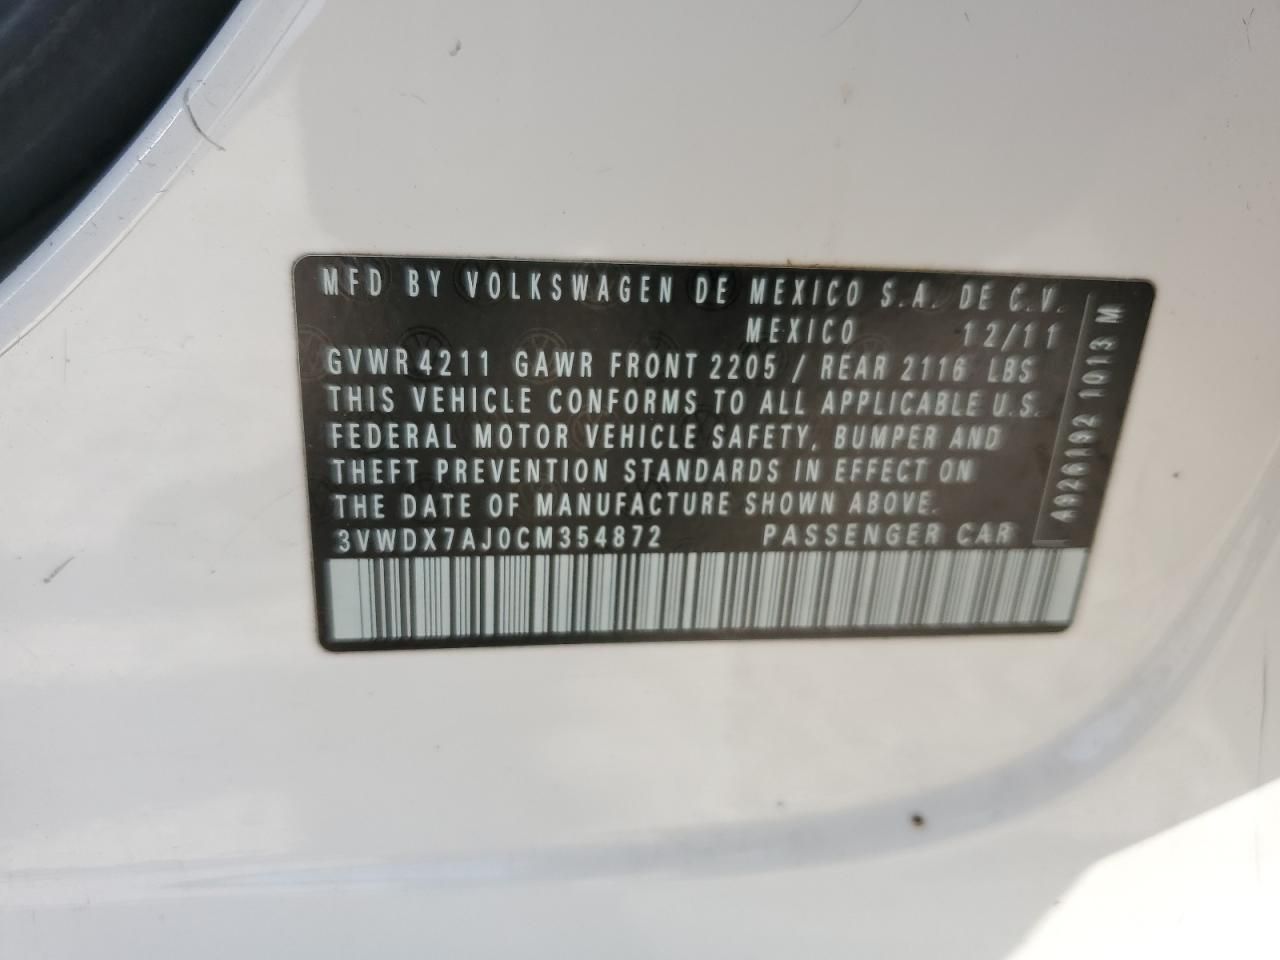 MFD BY VOLKSWAGEN DE MEXICO S.A. DE C.V.
MEXICO 12/11
GVWR 4211 GAWR FRONT 2205 / REAR 2116 LBS
THIS VEHICLE CONFORMS TO ALL APPLICABLE U.S.
FEDERAL MOTOR VEHICLE SAFETY, BUMPER AND
THEFT PREVENTION STANDARDS IN EFFECT ON
THE DATE OF MANUFACTURE SHOWN ABOVE.
3VWDX7AJ0CM354872 PASSENGER CAR
4926192 1013 M